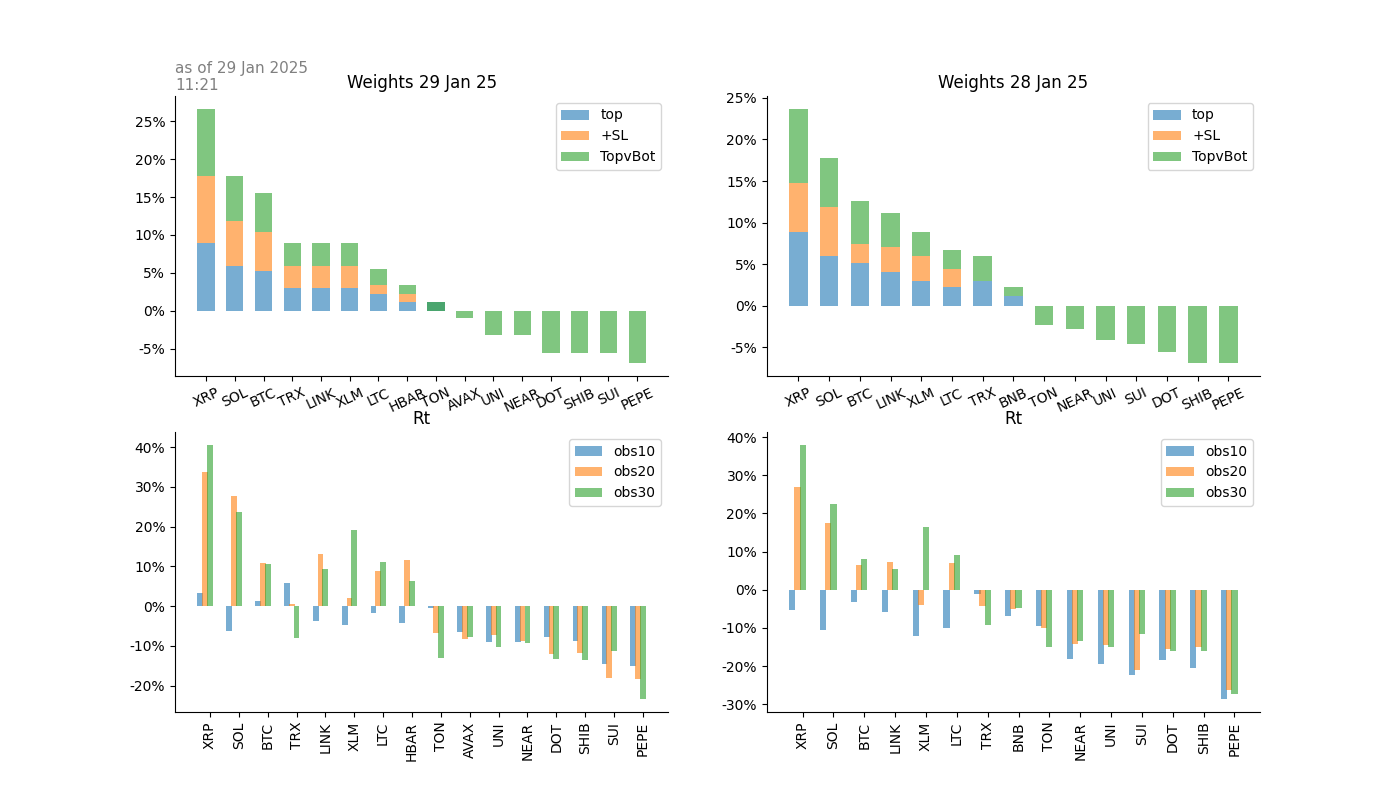 as of 29 Jan 2025
11:21
Weights 29 Jan 25
25%
20%
15%
10%
5%
0%
-5%
top
+SL
TopvBot
XRP SOL BTC TRX LINK XLM LTC HBAR TON AVAX UNI NEAR DOT SHIB SUI PEPE
Weights 28 Jan 25
25%
20%
15%
10%
5%
0%
-5%
top
+SL
TopvBot
XRP SOL BTC LINK XLM LTC TRX BNB TON NEAR UNI SUI DOT SHIB PEPE
Rt
40%
30%
20%
10%
0%
-10%
-20%
obs10
obs20
obs30
XRP SOL BTC TRX LINK XLM LTC HBAR TON AVAX UNI NEAR DOT SHIB SUI PEPE
Rt
40%
30%
20%
10%
0%
-10%
-20%
-30%
obs10
obs20
obs30
XRP SOL BTC LINK XLM LTC TRX BNB TON NEAR UNI SUI DOT SHIB PEPE